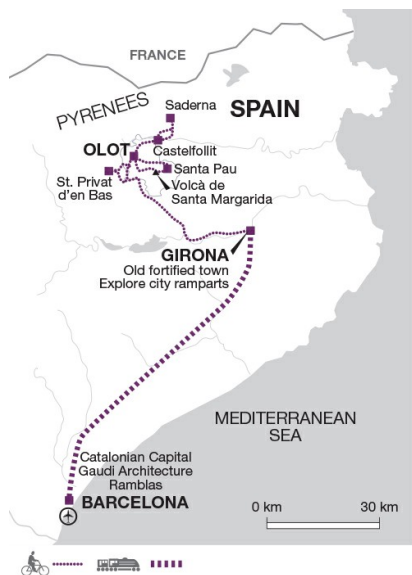 FRANCE
PYRENEES
Saderna
SPAIN
OLOT
Castelfollit
Santa Pau
St. Privat
d'en Bas
Volcà de
Santa Margarida
GIRONA
Old fortified town
Explore city ramparts
MEDITERRANEAN
SEA
Catalonian Capital
Gaudi Architecture
Ramblas
BARCELONA
0 km
30 km